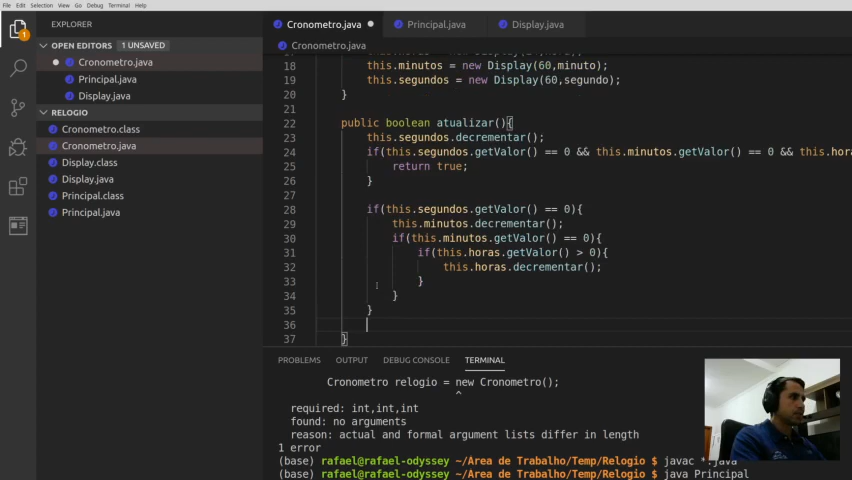 File Edit Selection View Go Debug Terminal Help
EXPLORER
OPEN EDITORS 1 UNSAVED
Cronometro.java
Principal.java
Display.java
RELOGIO
Cronometro.class
Cronometro.java
Display.class
Display.java
Principal.class
Principal.java
1
Cronometro.java
Principal.java
Display.java
Cronometro.java
18 this.minutos = new Display(60,minuto);
19 this.segundos = new Display(60,segundo);
20 }
21
22 public boolean atualizar(){
23 this.segundos.decrementar();
24 if(this.segundos.getValor() == 0 && this.minutos.getValor() == 0 && this.hora
25 return true;
26 }
27
28 if(this.segundos.getValor() == 0){
29 this.minutos.decrementar();
30 if(this.minutos.getValor() == 0){
31 if(this.horas.getValor() > 0){
32 this.horas.decrementar();
33 }
34 }
35 }
36
37 }
PROBLEMS OUTPUT DEBUG CONSOLE TERMINAL
Cronometro relogio = new Cronometro();
^
required: int,int,int
found: no arguments
reason: actual and formal argument lists differ in length
1 error
(base) rafael@rafael-odyssey ~/Área de Trabalho/Temp/Relogio $ javac *.java
(base) rafael@rafael-odyssey ~/Área de Trabalho/Temp/Relogio $ java Principal